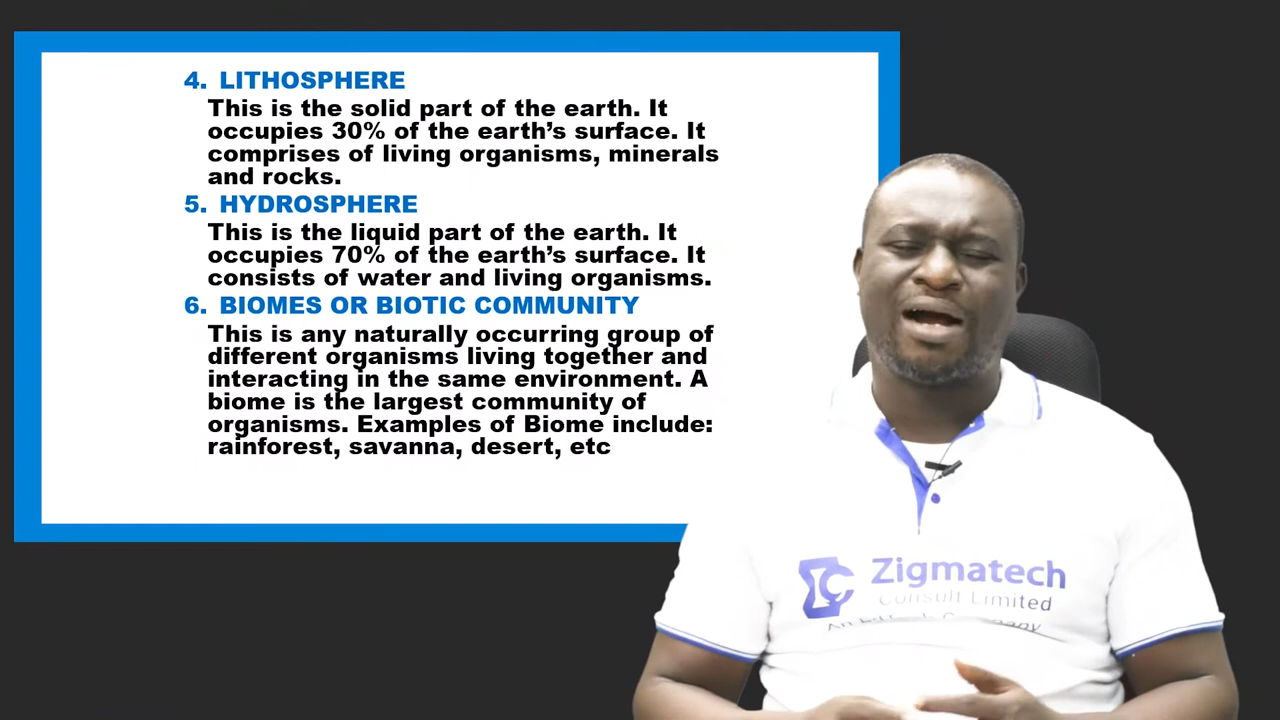 4. LITHOSPHERE
This is the solid part of the earth. It
occupies 30% of the earth’s surface. It
comprises of living organisms, minerals
and rocks.
5. HYDROSPHERE
This is the liquid part of the earth. It
occupies 70% of the earth’s surface. It
consists of water and living organisms.
6. BIOMES OR BIOTIC COMMUNITY
This is any naturally occurring group of
different organisms living together and
interacting in the same environment. A
biome is the largest community of
organisms. Examples of Biome include:
rainforest, savanna, desert, etc
Zigmatech
Consult Limited